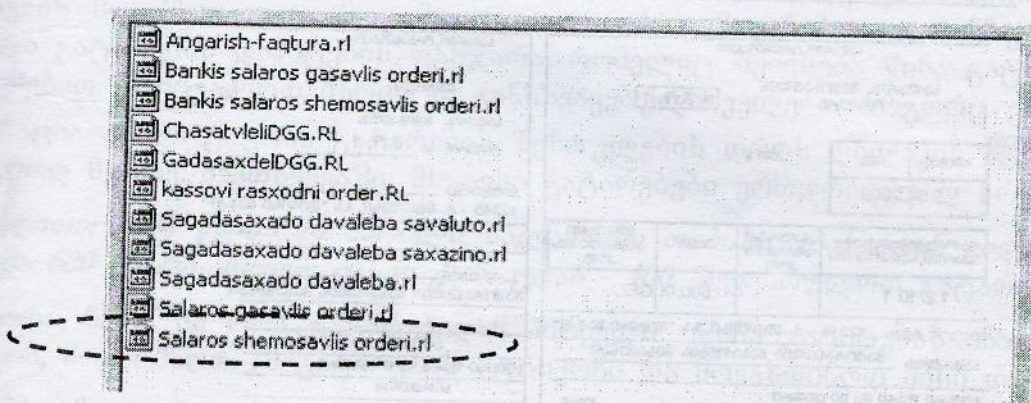 Angarish-faqtura.rl
Bankis salaros gasavlis orderi.rl
Bankis salaros shemosavlis orderi.rl
ChasatvleliDGG.RL
GadasaxdelDGG.RL
kassovi rasxodni order.RL
Sagadasaxado davaleba savaluto.rl
Sagadasaxado davaleba saxazino.rl
Sagadasaxado davaleba.rl
Salaros gasavlis orderi.rl
Salaros shemosavlis orderi.rl